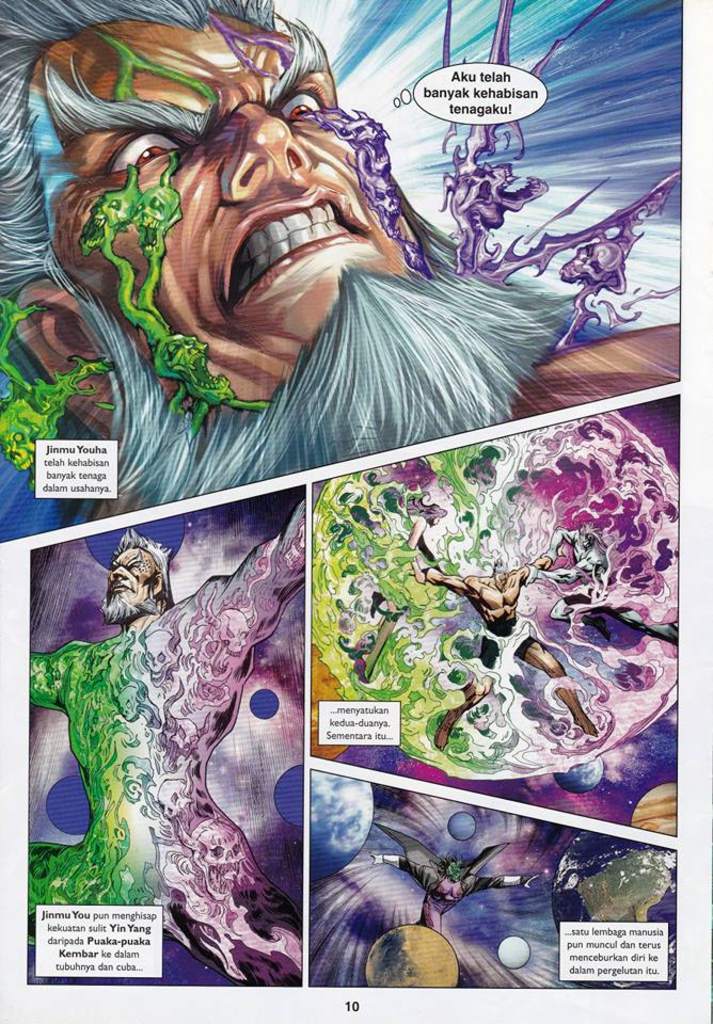 Aku telah
banyak kehabisan
tenagaku!
Jinmu Youha
telah kehabisan
banyak tenaga
dalam usahanya.
Jinmu You pun menghisap
kekuatan sulit Yin Yang
daripada Puaka-puaka
Kembar ke dalam
tubuhnya dan cuba...
...menyatukan
kedua-duanya.
Sementara itu...
...satu lembaga manusia
pun muncul dan terus
menceburkan diri ke
dalam pergelutan itu.
10